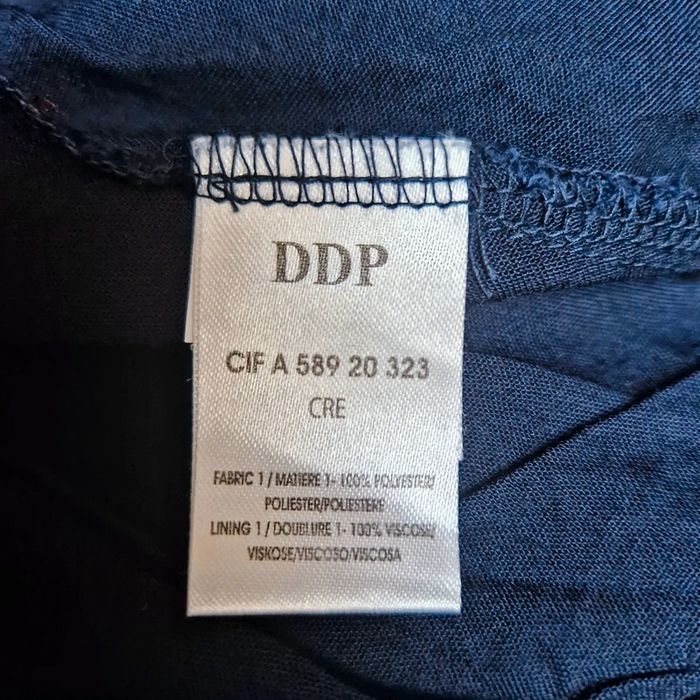 DDP
CIF A 589 20 323
CRE
FABRIC 1 / MATIERE 1- 100% POLYESTER/
POLIESTER/POLIESTERE
LINING 1 / DOUBLURE 1- 100% VISCOSE/
VISKOSE/VISCOSO/VISCOSA